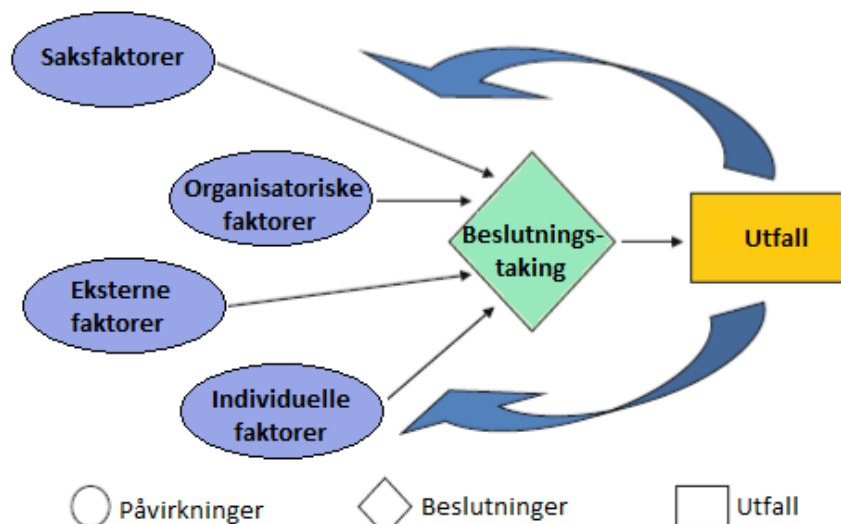 Saksfaktorer
Organisatoriske
faktorer
Beslutnings-
taking
Utfall
Eksterne
faktorer
Individuelle
faktorer
Påvirkninger
Beslutninger
Utfall